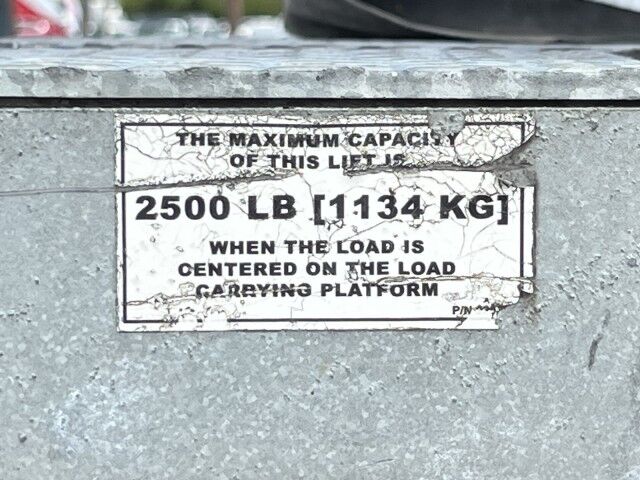 THE MAXIMUM CAPACITY
OF THIS LIFT IS
2500 LB [1134 KG]
WHEN THE LOAD IS
CENTERED ON THE LOAD
CARRYING PLATFORM
P/N